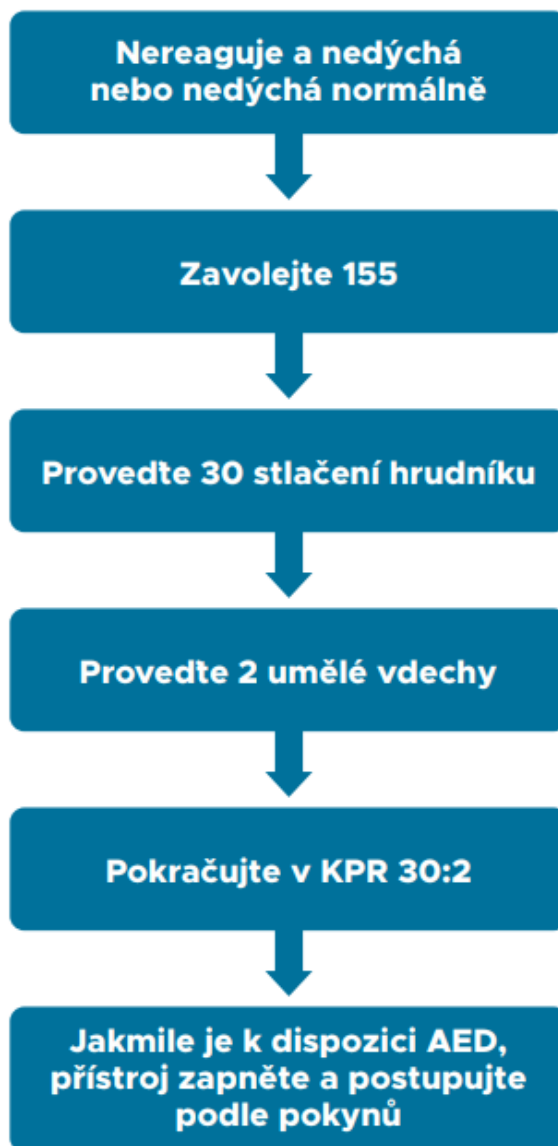 Nereaguje a nedýchá
nebo nedýchá normálně
Zavolejte 155
Proveďte 30 stlačení hrudníku
Proveďte 2 umělé vdechy
Pokračujte v KPR 30:2
Jakmile je k dispozici AED,
přístroj zapněte a postupujte
podle pokynů